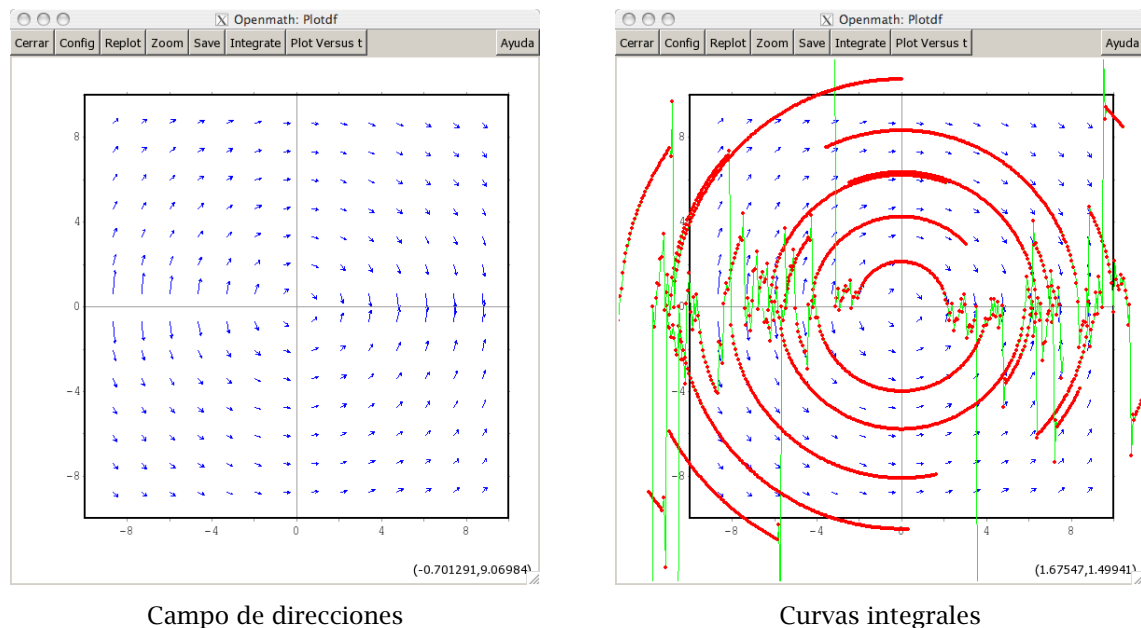 Openmath: Plotdf
Cerrar Config Replot Zoom Save Integrate Plot Versus t Ayuda
8
4
0
-4
-8
-8 -4 0 4 8
(-0.701291,9.06984)
Campo de direcciones
Openmath: Plotdf
Cerrar Config Replot Zoom Save Integrate Plot Versus t Ayuda
8
4
0
-4
-8
-8 -4 0 4 8
(1.67547,1.49941)
Curvas integrales